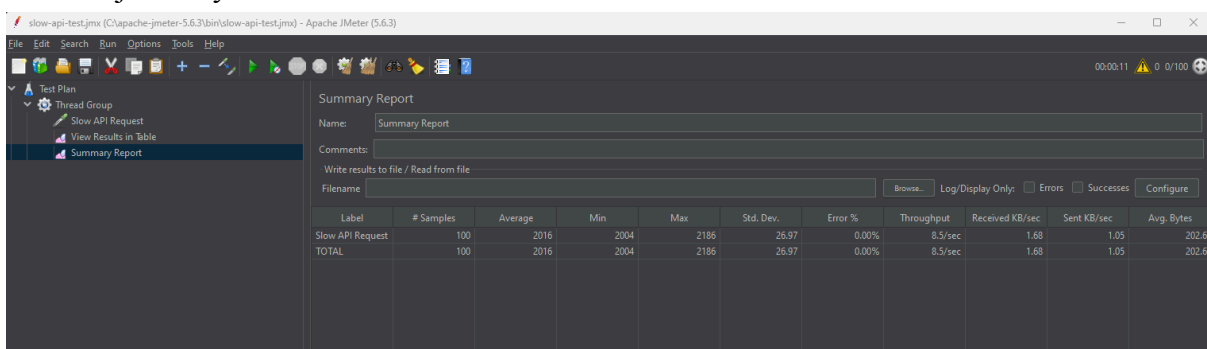 slow-api-test.jmx (C:\apache-jmeter-5.6.3\bin\slow-api-test.jmx) - Apache JMeter (5.6.3)
File Edit Search Run Options Tools Help
00:00:11 0 0/100
Test Plan
Thread Group
Slow API Request
View Results in Table
Summary Report
Summary Report
Name: Summary Report
Comments:
Write results to file / Read from file
Filename Browse... Log/Display Only: Errors Successes Configure
Label # Samples Average Min Max Std. Dev. Error % Throughput Received KB/sec Sent KB/sec Avg. Bytes
Slow API Request 100 2016 2004 2186 26.97 0.00% 8.5/sec 1.68 1.05 202.6
TOTAL 100 2016 2004 2186 26.97 0.00% 8.5/sec 1.68 1.05 202.6